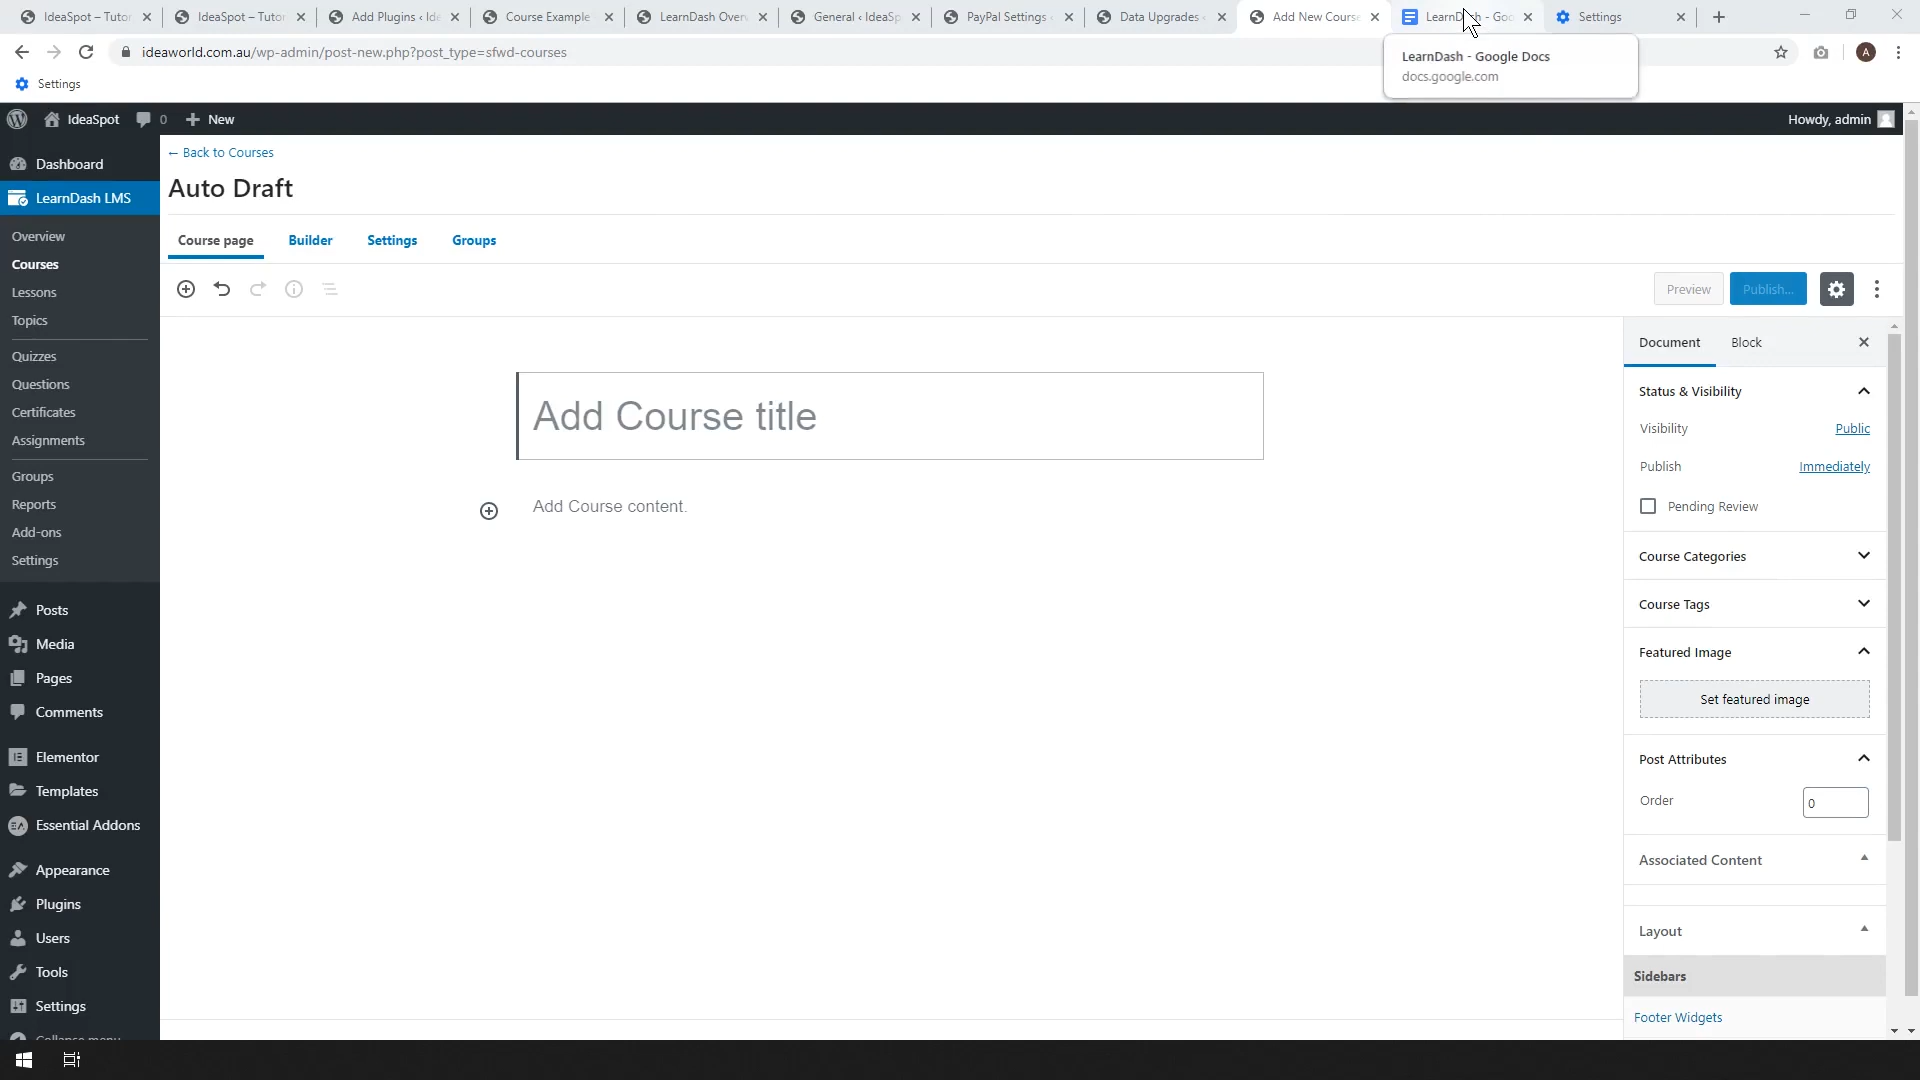 IdeaSpot – Tutor
IdeaSpot – Tutor
Add Plugins ‹ Ide
Course Example
LearnDash Over
General ‹ IdeaSp
PayPal Settings ‹
Data Upgrades ‹
Add New Course
LearnDash - Goo
Settings
ideaworld.com.au/wp-admin/post-new.php?post_type=sfwd-courses
A
LearnDash - Google Docs
docs.google.com
Settings
IdeaSpot
0
New
Howdy, admin
Dashboard
LearnDash LMS
Overview
Courses
Lessons
Topics
Quizzes
Questions
Certificates
Assignments
Groups
Reports
Add-ons
Settings
Posts
Media
Pages
Comments
Elementor
Templates
Essential Addons
Appearance
Plugins
Users
Tools
Settings
Collapse menu
← Back to Courses
Auto Draft
Course page
Builder
Settings
Groups
Preview
Publish...
Add Course title
Add Course content.
Document
Block
Status & Visibility
Visibility
Public
Publish
Immediately
Pending Review
Course Categories
Course Tags
Featured Image
Set featured image
Post Attributes
Order
0
Associated Content
Layout
Sidebars
Footer Widgets